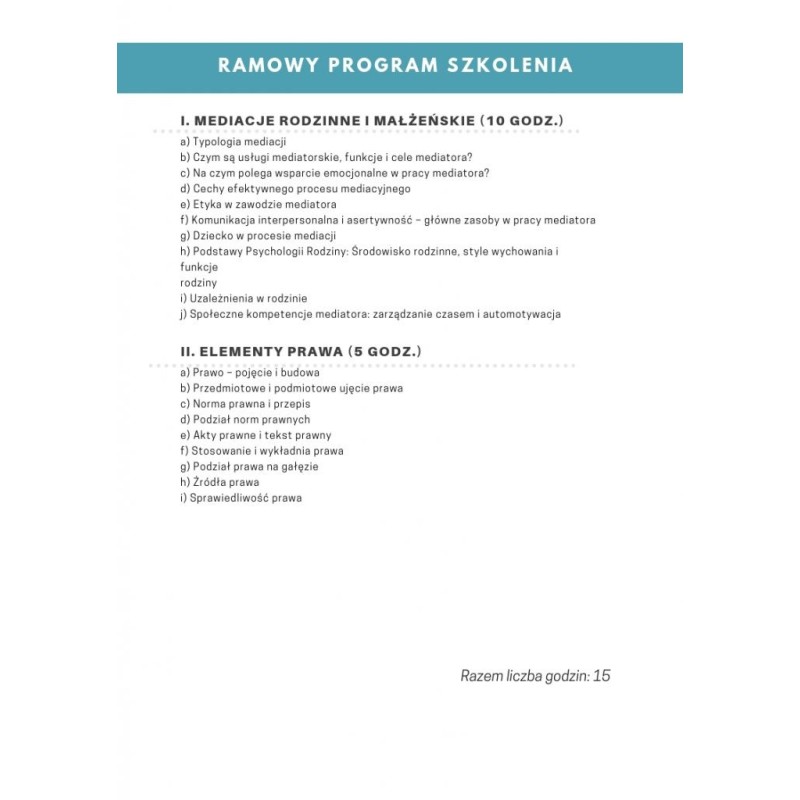 RAMOWY PROGRAM SZKOLENIA
I. MEDIACJE RODZINNE I MAŁŻEŃSKIE (10 GODZ.)
a) Typologia mediacji
b) Czym są usługi mediatorskie, funkcje i cele mediatora?
c) Na czym polega wsparcie emocjonalne w pracy mediatora?
d) Cechy efektywnego procesu mediacyjnego
e) Etyka w zawodzie mediatora
f) Komunikacja interpersonalna i asertywność – główne zasoby w pracy mediatora
g) Dziecko w procesie mediacji
h) Podstawy Psychologii Rodziny: Środowisko rodzinne, style wychowania i
funkcje
rodziny
i) Uzależnienia w rodzinie
j) Społeczne kompetencje mediatora: zarządzanie czasem i automotywacja
II. ELEMENTY PRAWA (5 GODZ.)
a) Prawo – pojęcie i budowa
b) Przedmiotowe i podmiotowe ujęcie prawa
c) Norma prawna i przepis
d) Podział norm prawnych
e) Akty prawne i tekst prawny
f) Stosowanie i wykładnia prawa
g) Podział prawa na gałęzie
h) Źródła prawa
i) Sprawiedliwość prawa
Razem liczba godzin: 15